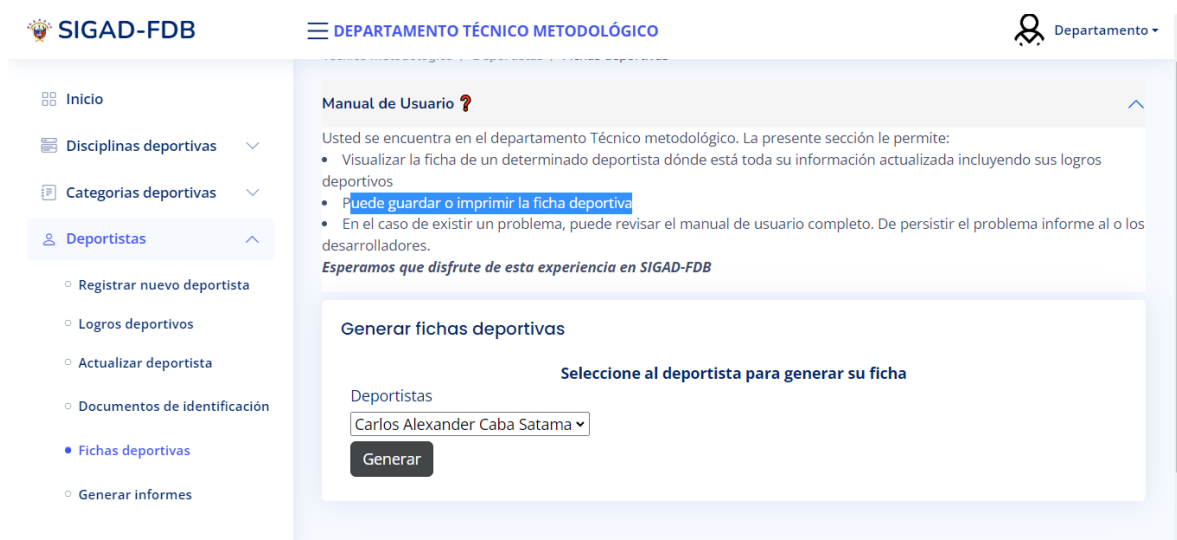 SIGAD-FDB
DEPARTAMENTO TÉCNICO METODOLÓGICO
Departamento
Inicio
Disciplinas deportivas
Categorias deportivas
Deportistas
Registrar nuevo deportista
Logros deportivos
Actualizar deportista
Documentos de identificación
Fichas deportivas
Generar informes
Manual de Usuario ❓
Usted se encuentra en el departamento Técnico metodológico. La presente sección le permite:
• Visualizar la ficha de un determinado deportista dónde está toda su información actualizada incluyendo sus logros
deportivos
• Puede guardar o imprimir la ficha deportiva
• En el caso de existir un problema, puede revisar el manual de usuario completo. De persistir el problema informe al o los
desarrolladores.
Esperamos que disfrute de esta experiencia en SIGAD-FDB
Generar fichas deportivas
Seleccione al deportista para generar su ficha
Deportistas
Carlos Alexander Caba Satama
Generar